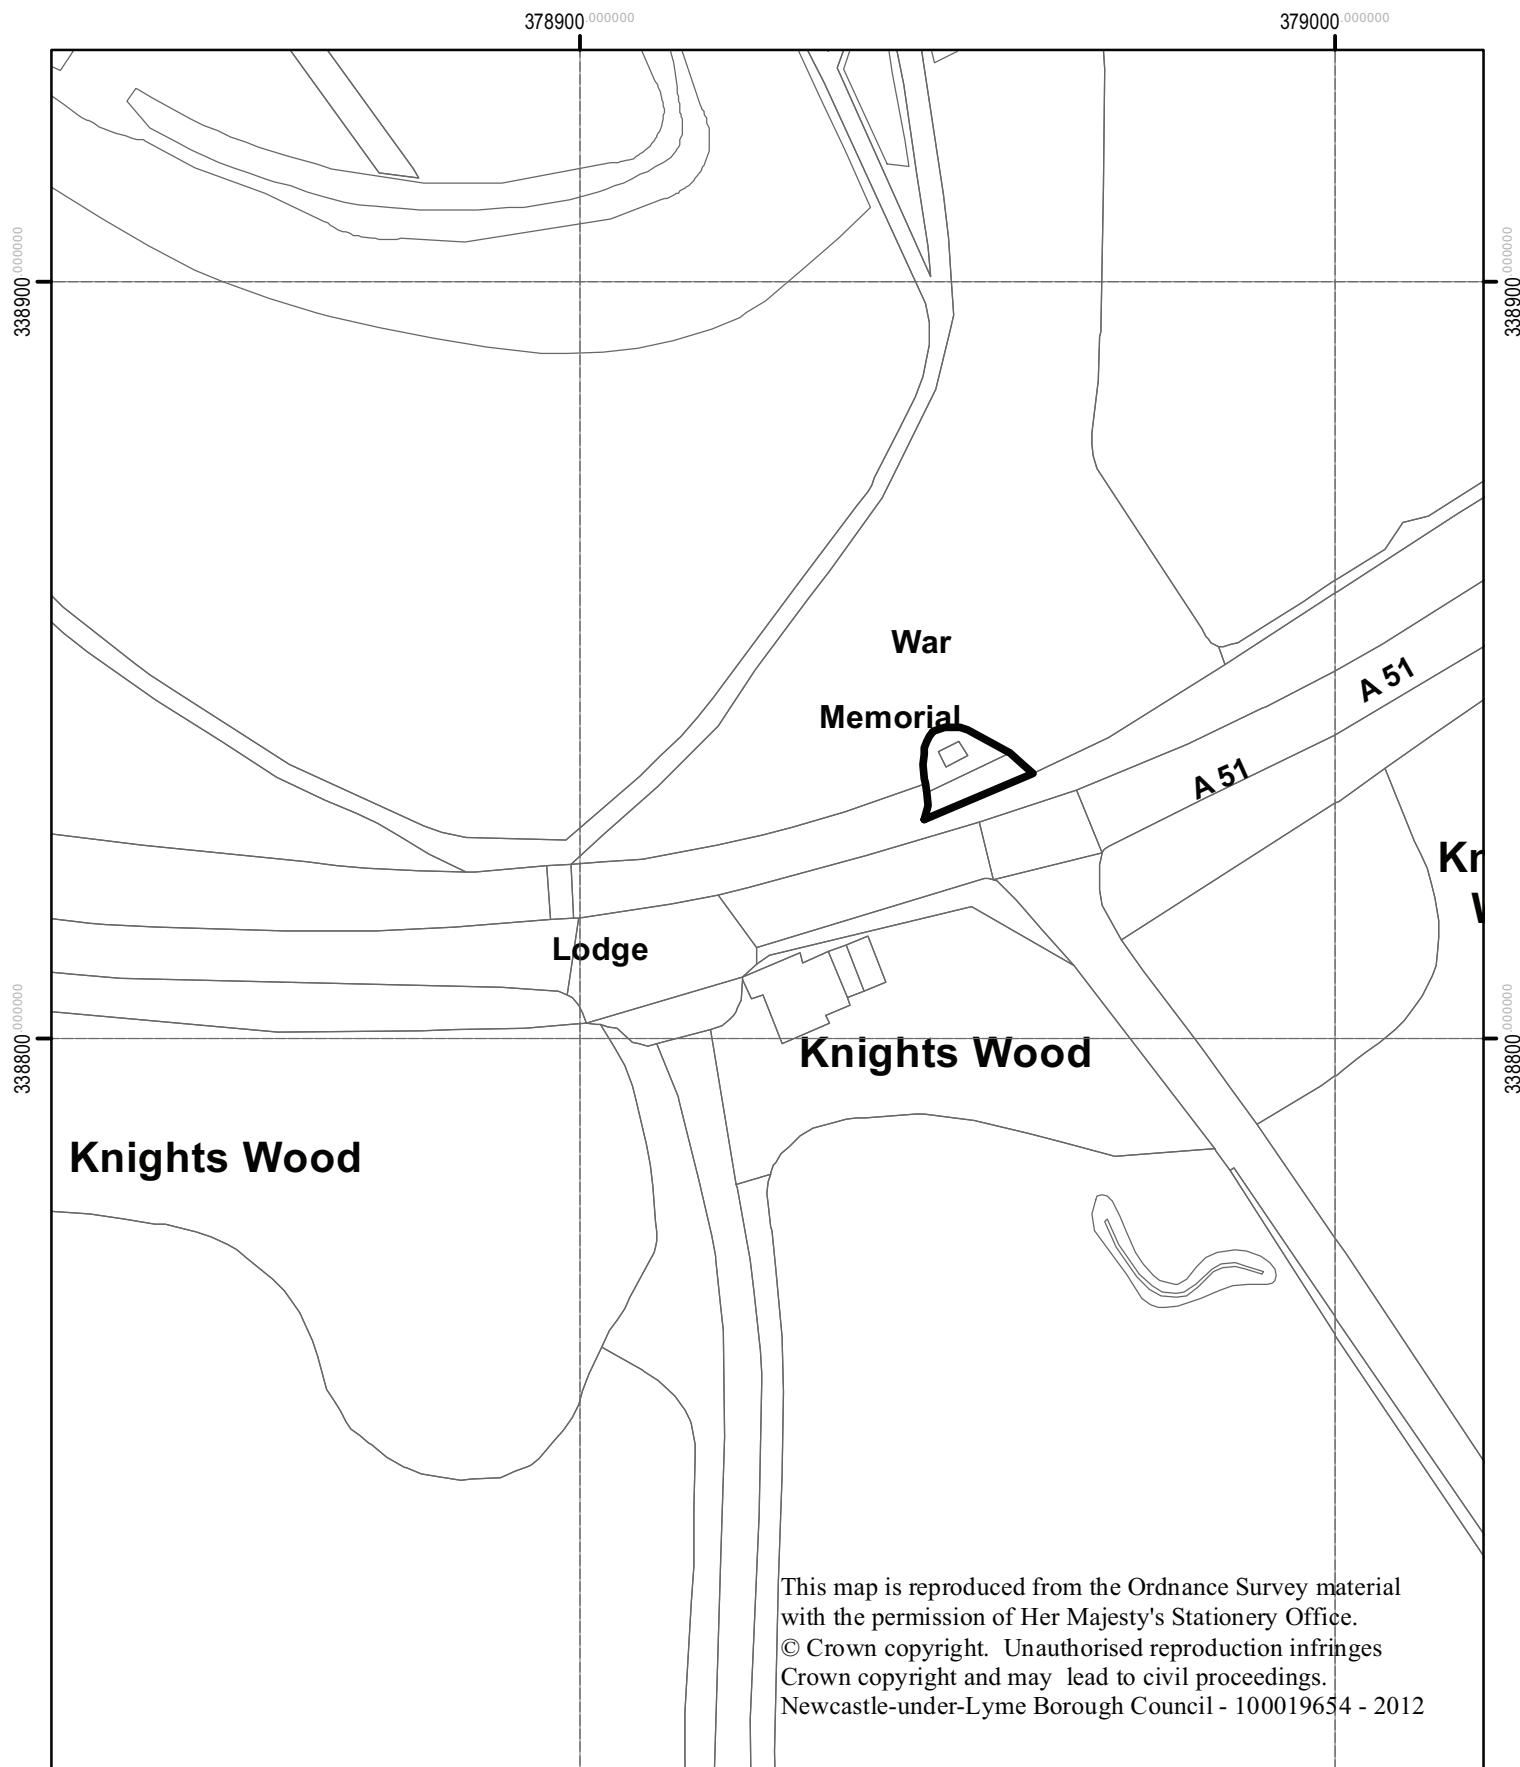 378900.000000
379000.000000
338900.000000
338900.000000
War
Memorial
A 51
A 51
Kn
Lodge
338800.000000
338800.000000
Knights Wood
Knights Wood
This map is reproduced from the Ordnance Survey material
with the permission of Her Majesty's Stationery Office.
© Crown copyright.  Unauthorised reproduction infringes
Crown copyright and may  lead to civil proceedings.
Newcastle-under-Lyme Borough Council - 100019654 - 2012